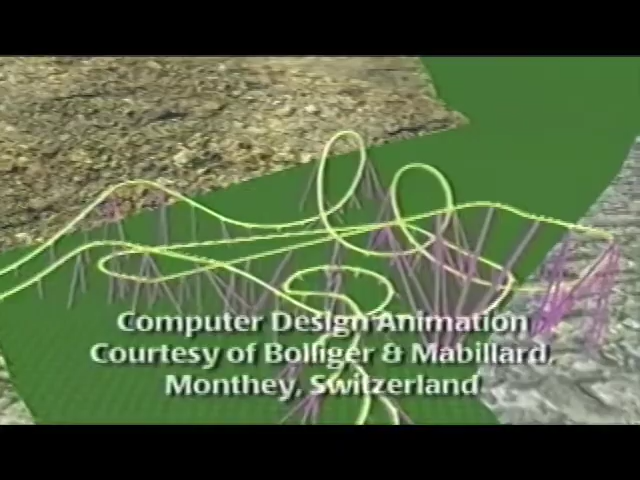 Computer Design Animation
Courtesy of Bolliger & Mabillard,
Monthey, Switzerland